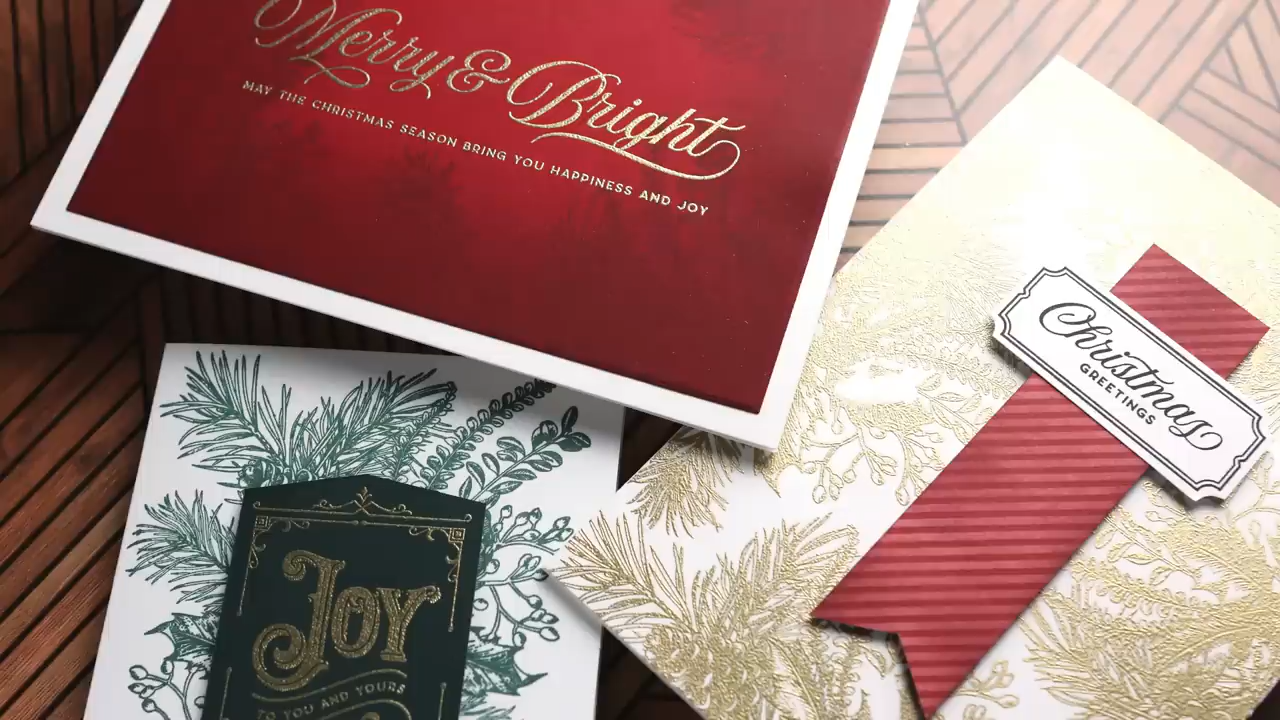 Merry & Bright
MAY THE CHRISTMAS SEASON BRING YOU HAPPINESS AND JOY
Christmas
GREETINGS
JOY
TO YOU AND YOURS